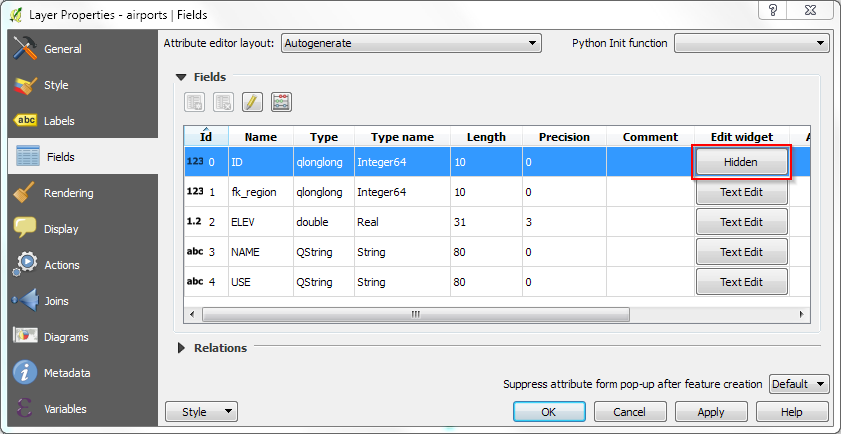 Layer Properties - airports | Fields
General
Style
Labels
Fields
Rendering
Display
Actions
Joins
Diagrams
Metadata
Variables
Attribute editor layout: Autogenerate Python Init function
Fields
Id Name Type Type name Length Precision Comment Edit widget A
123 0 ID qlonglong Integer64 10 0 Hidden
123 1 fk_region qlonglong Integer64 10 0 Text Edit
1.2 2 ELEV double Real 31 3 Text Edit
abc 3 NAME QString String 80 0 Text Edit
abc 4 USE QString String 80 0 Text Edit
Relations
Suppress attribute form pop-up after feature creation Default
Style OK Cancel Apply Help